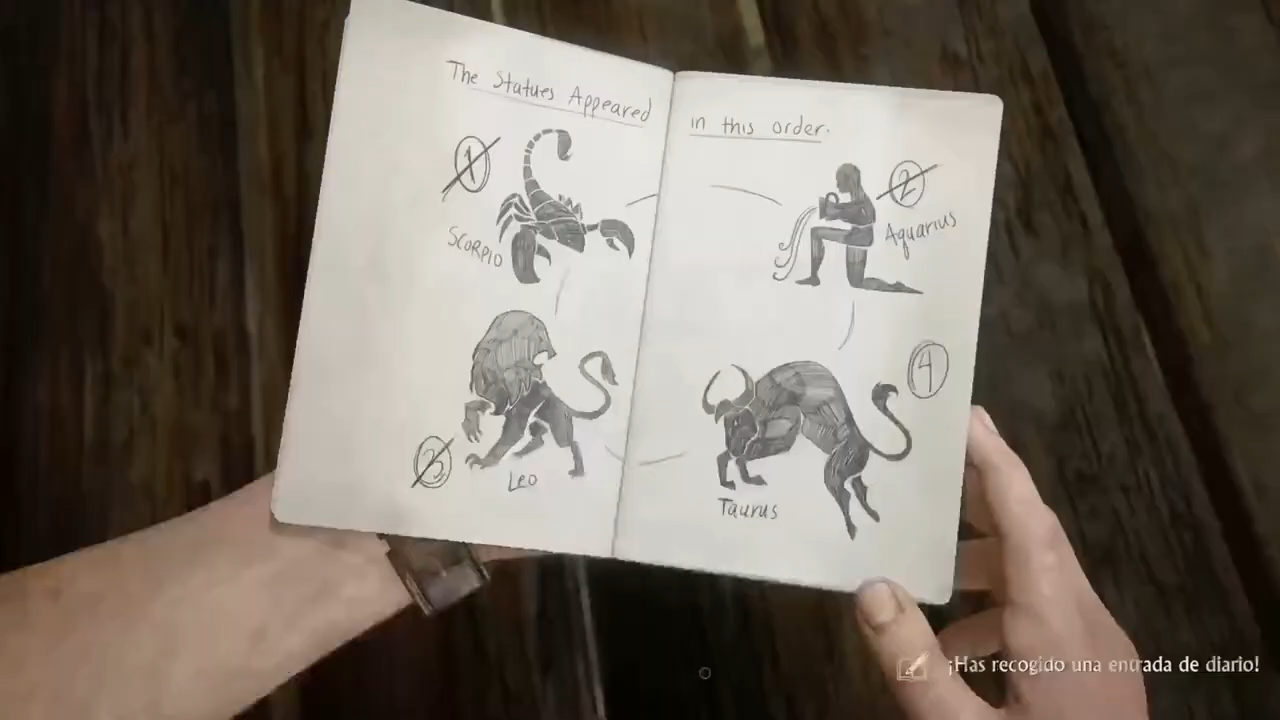 The Statues Appeared
in this order.
1
SCORPIO
2
Aquarius
3
Leo
4
Taurus
¡Has recogido una entrada de diario!